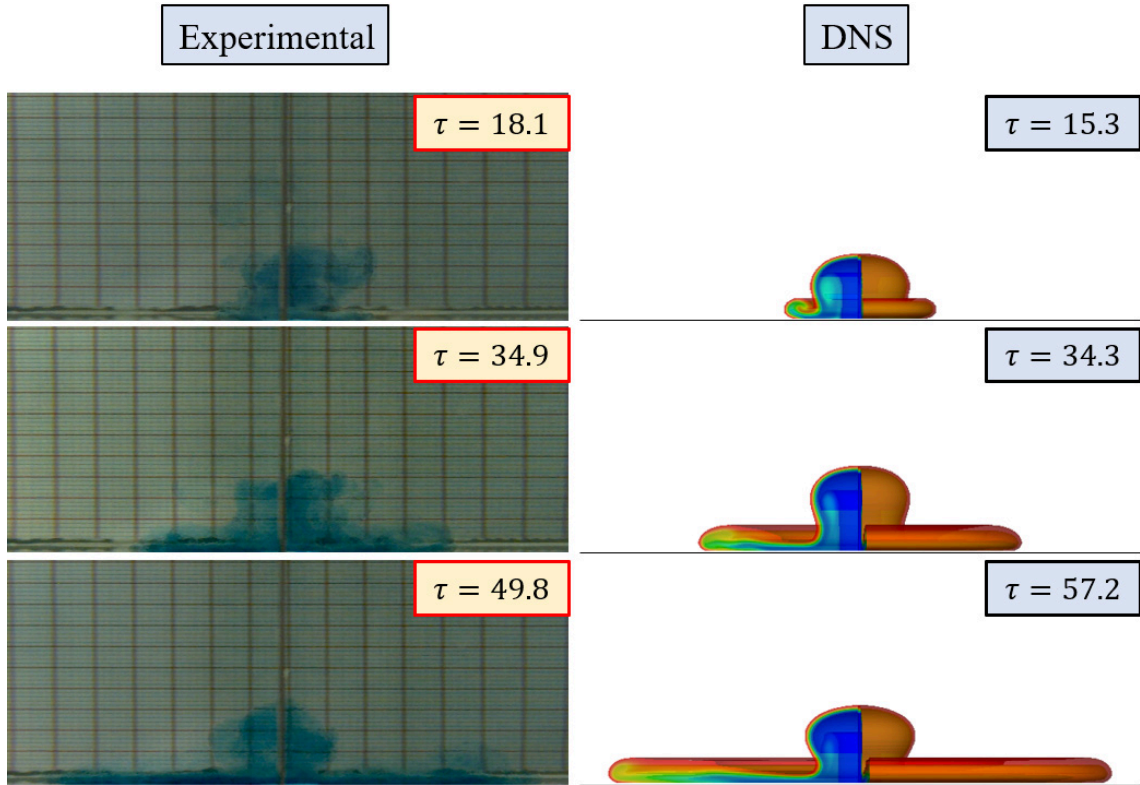 Experimental
DNS
τ = 18.1
τ = 15.3
τ = 34.9
τ = 34.3
τ = 49.8
τ = 57.2